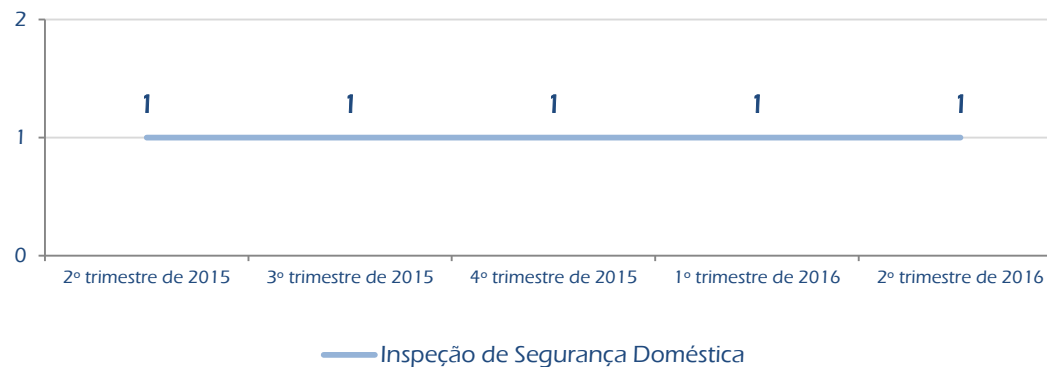 2
1 1 1 1 1
1
0
2º trimestre de 2015 3º trimestre de 2015 4º trimestre de 2015 1º trimestre de 2016 2º trimestre de 2016
Inspeção de Segurança Doméstica